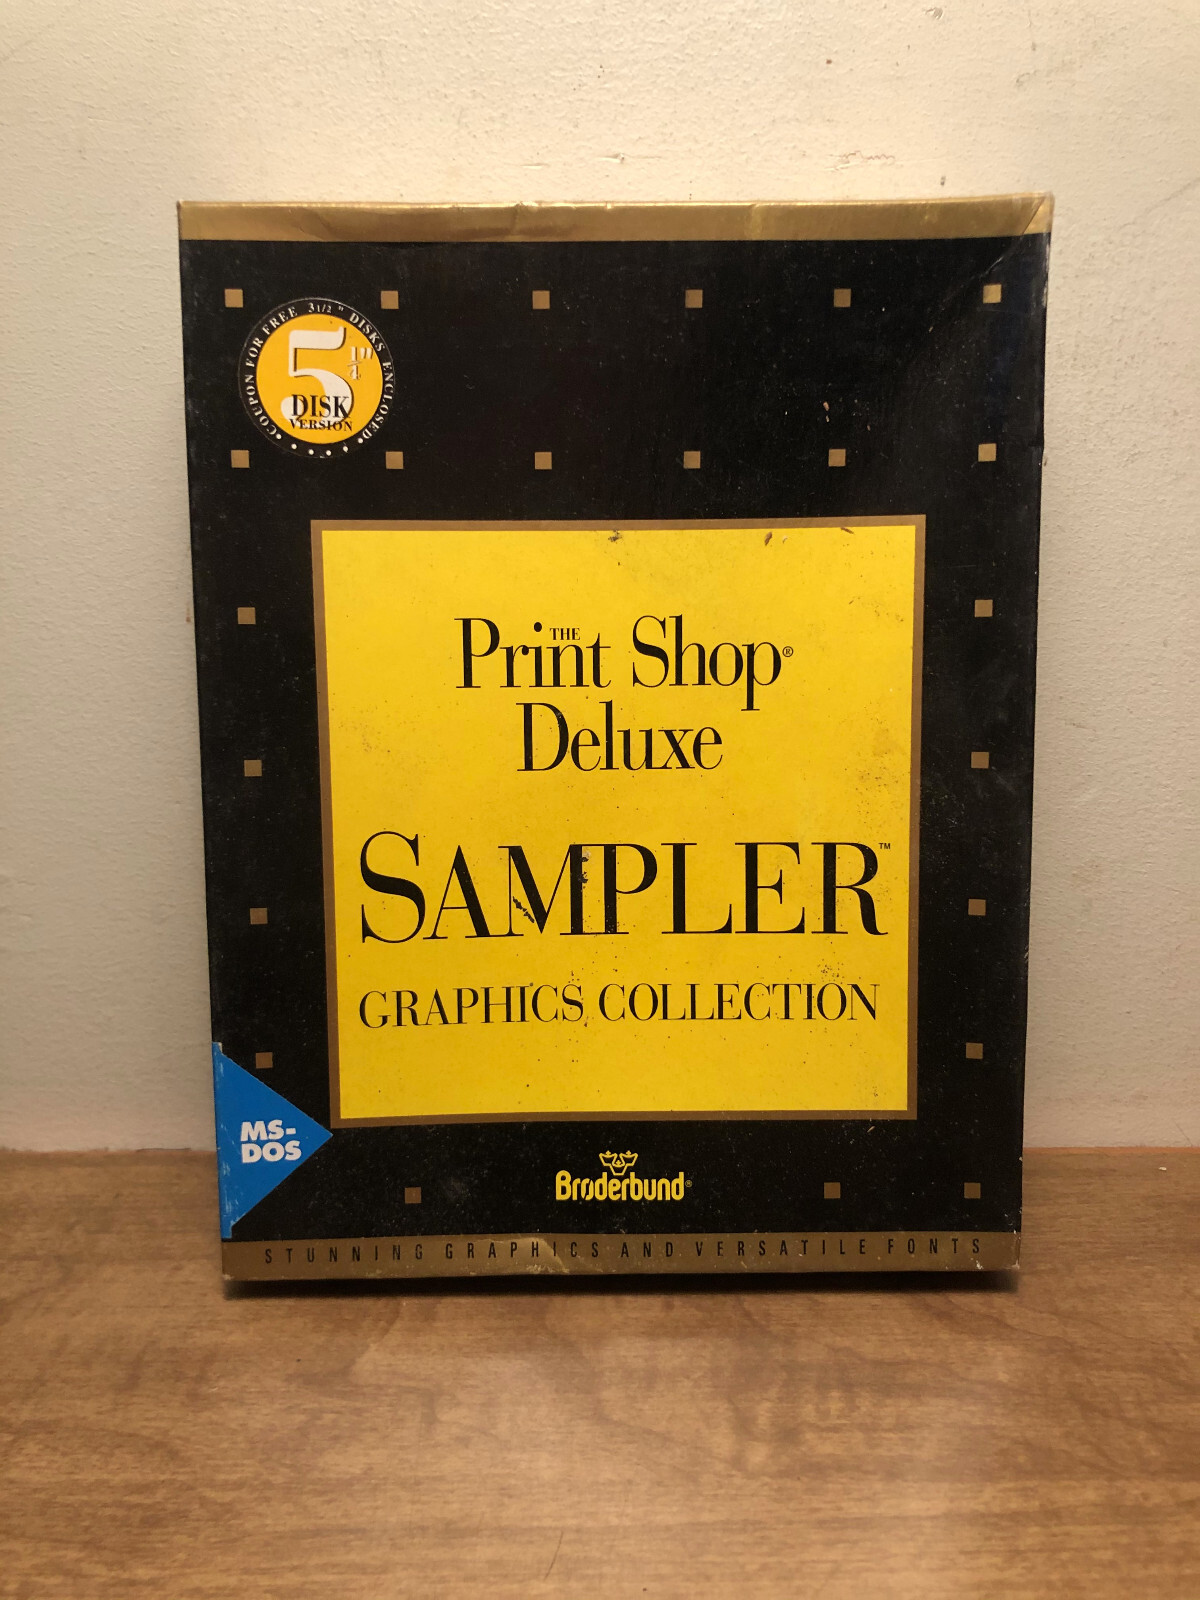 COUPON FOR FREE 3 1/2" DISKS ENCLOSED
5 1/4"
DISK
VERSION
THE
Print Shop®
Deluxe
SAMPLER™
GRAPHICS COLLECTION
MS-
DOS
Brøderbund®
STUNNING GRAPHICS AND VERSATILE FONTS